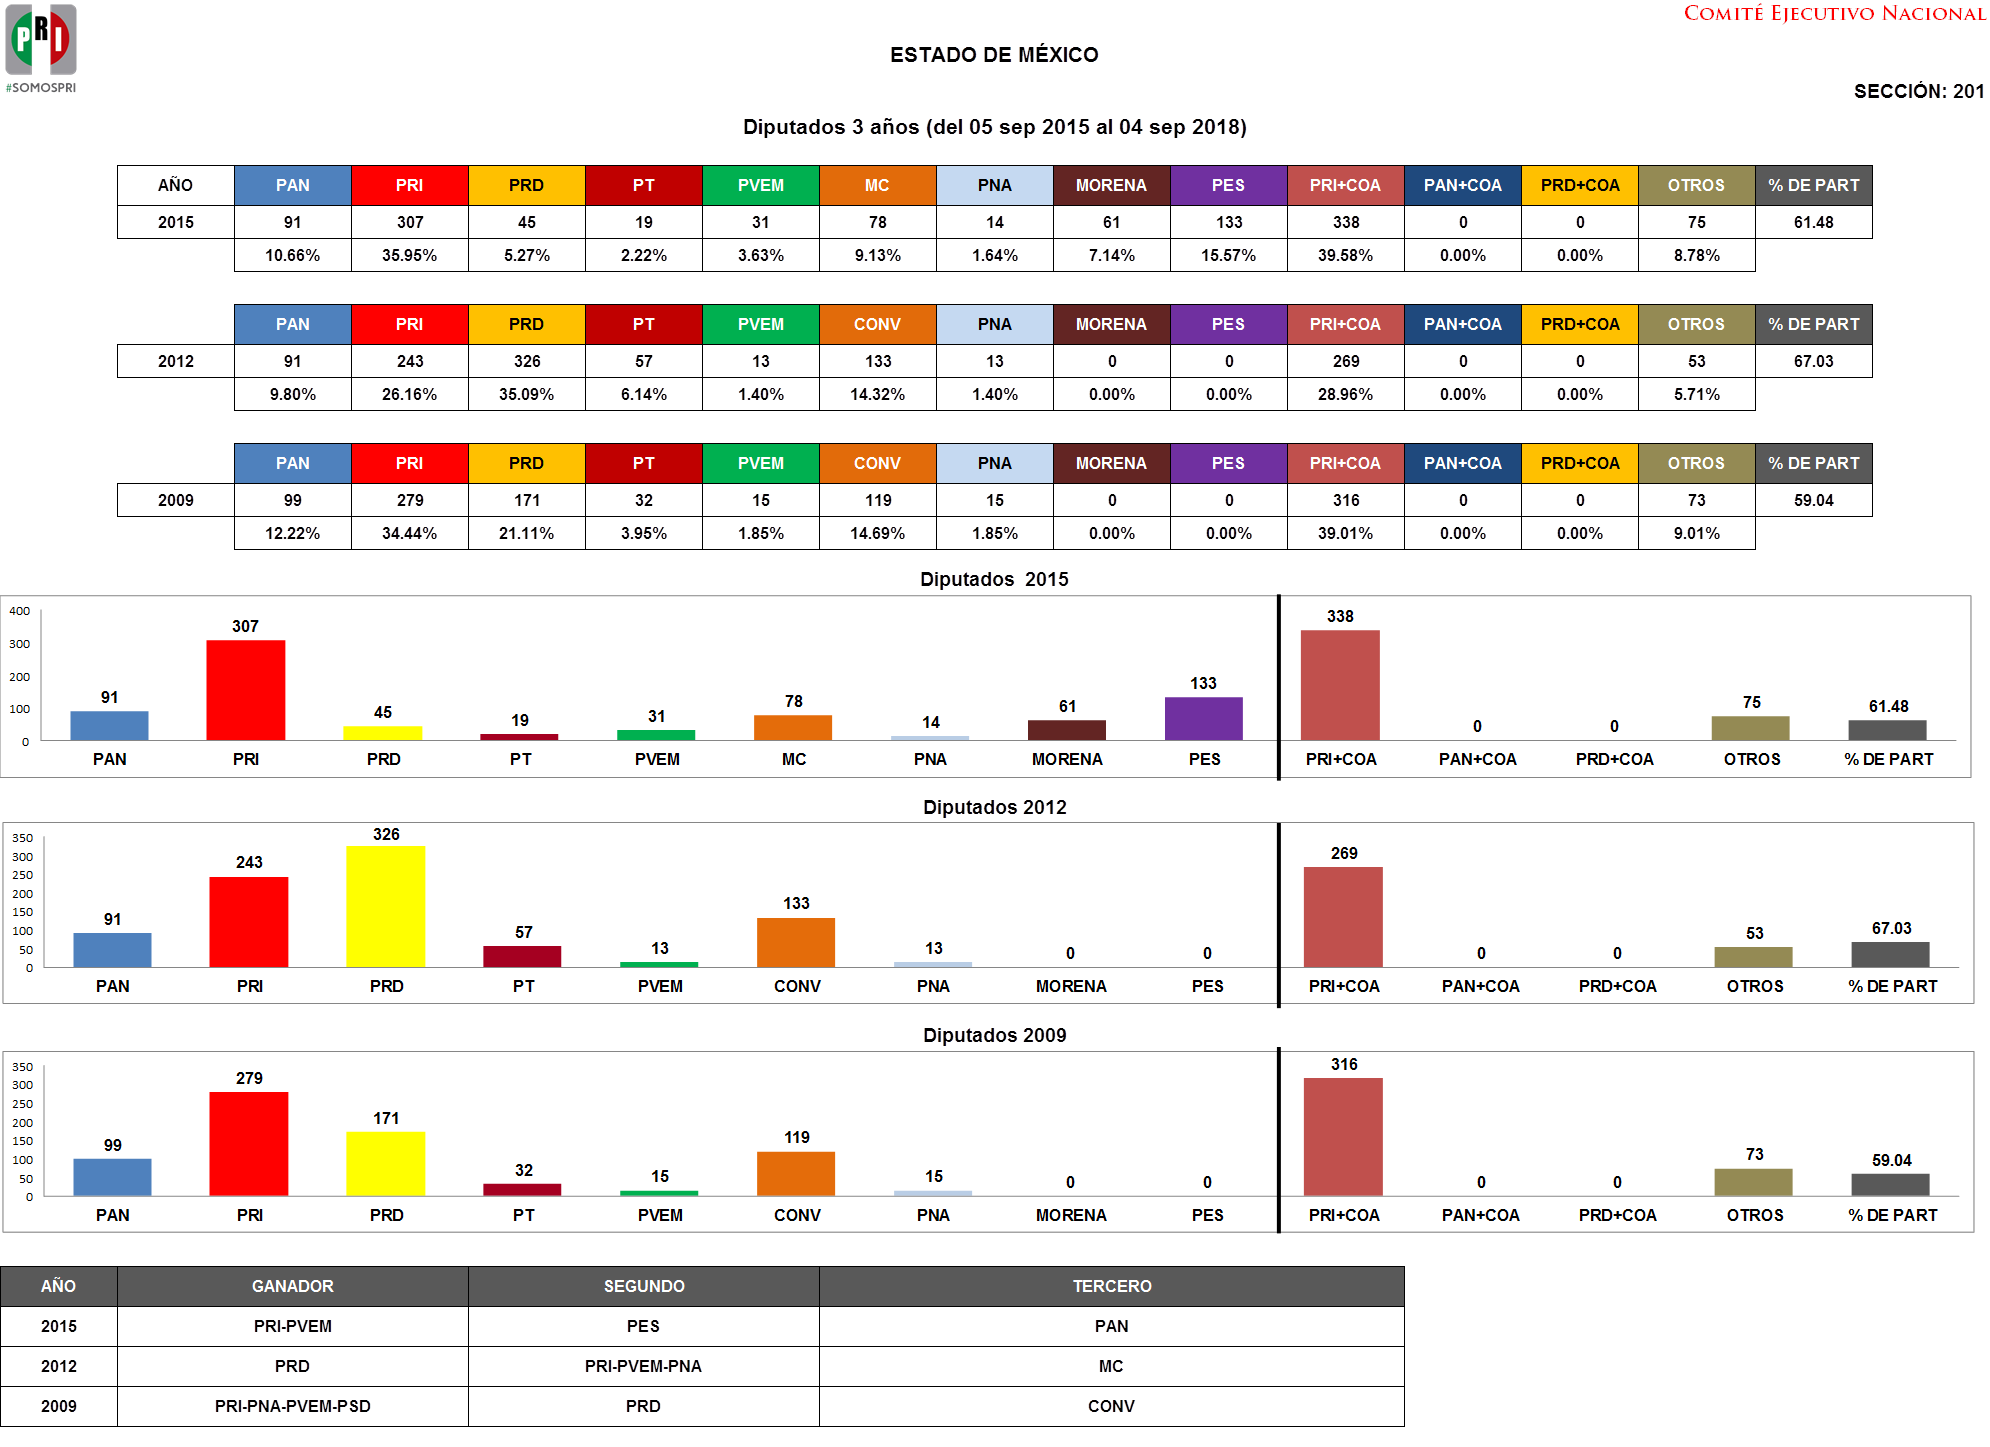 PRI
#SOMOSPRI
COMITÉ EJECUTIVO NACIONAL
ESTADO DE MÉXICO
SECCIÓN: 201
Diputados 3 años (del 05 sep 2015 al 04 sep 2018)
AÑO PAN PRI PRD PT PVEM MC PNA MORENA PES PRI+COA PAN+COA PRD+COA OTROS % DE PART
2015 91 307 45 19 31 78 14 61 133 338 0 0 75 61.48
10.66% 35.95% 5.27% 2.22% 3.63% 9.13% 1.64% 7.14% 15.57% 39.58% 0.00% 0.00% 8.78%
PAN PRI PRD PT PVEM CONV PNA MORENA PES PRI+COA PAN+COA PRD+COA OTROS % DE PART
2012 91 243 326 57 13 133 13 0 0 269 0 0 53 67.03
9.80% 26.16% 35.09% 6.14% 1.40% 14.32% 1.40% 0.00% 0.00% 28.96% 0.00% 0.00% 5.71%
PAN PRI PRD PT PVEM CONV PNA MORENA PES PRI+COA PAN+COA PRD+COA OTROS % DE PART
2009 99 279 171 32 15 119 15 0 0 316 0 0 73 59.04
12.22% 34.44% 21.11% 3.95% 1.85% 14.69% 1.85% 0.00% 0.00% 39.01% 0.00% 0.00% 9.01%
Diputados 2015
400
300
200
100
0
91 307 45 19 31 78 14 61 133 338 0 0 75 61.48
PAN PRI PRD PT PVEM MC PNA MORENA PES PRI+COA PAN+COA PRD+COA OTROS % DE PART
Diputados 2012
350
300
250
200
150
100
50
0
91 243 326 57 13 133 13 0 0 269 0 0 53 67.03
PAN PRI PRD PT PVEM CONV PNA MORENA PES PRI+COA PAN+COA PRD+COA OTROS % DE PART
Diputados 2009
350
300
250
200
150
100
50
0
99 279 171 32 15 119 15 0 0 316 0 0 73 59.04
PAN PRI PRD PT PVEM CONV PNA MORENA PES PRI+COA PAN+COA PRD+COA OTROS % DE PART
AÑO GANADOR SEGUNDO TERCERO
2015 PRI-PVEM PES PAN
2012 PRD PRI-PVEM-PNA MC
2009 PRI-PNA-PVEM-PSD PRD CONV